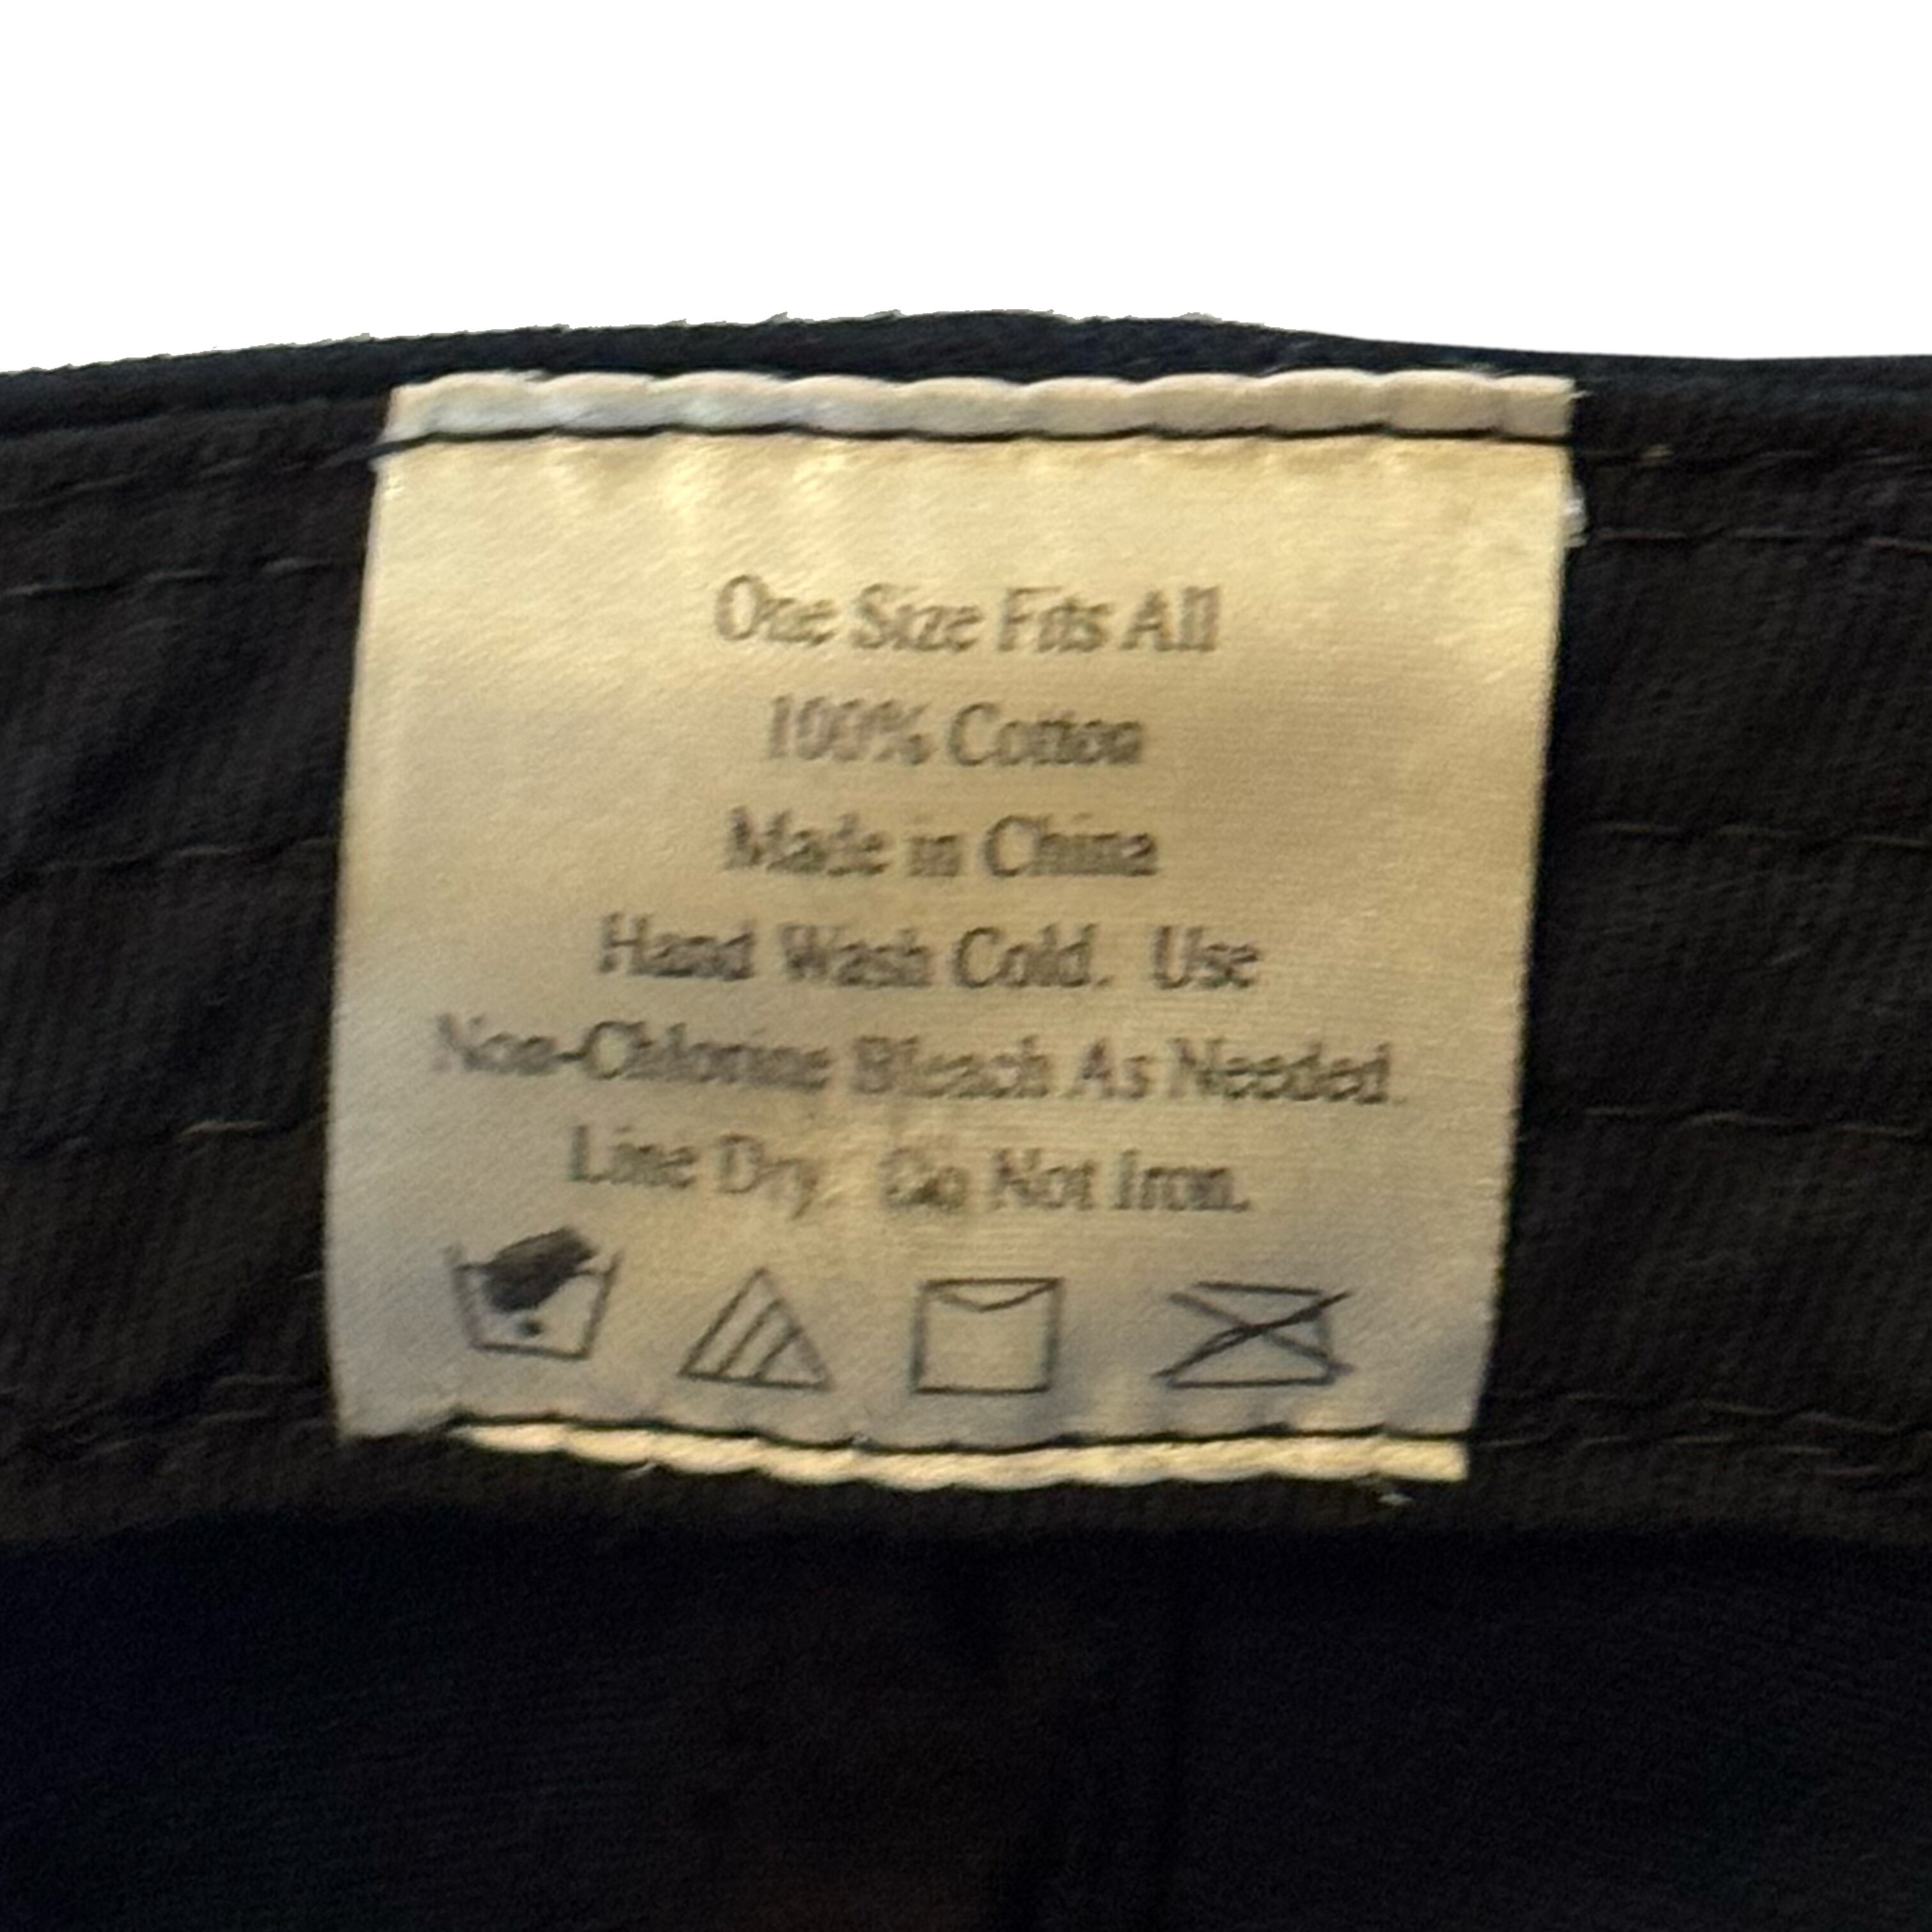 One Size Fits All
100% Cotton
Made in China
Hand Wash Cold. Use
Non-Chlorine Bleach As Needed.
Line Dry. Do Not Iron.